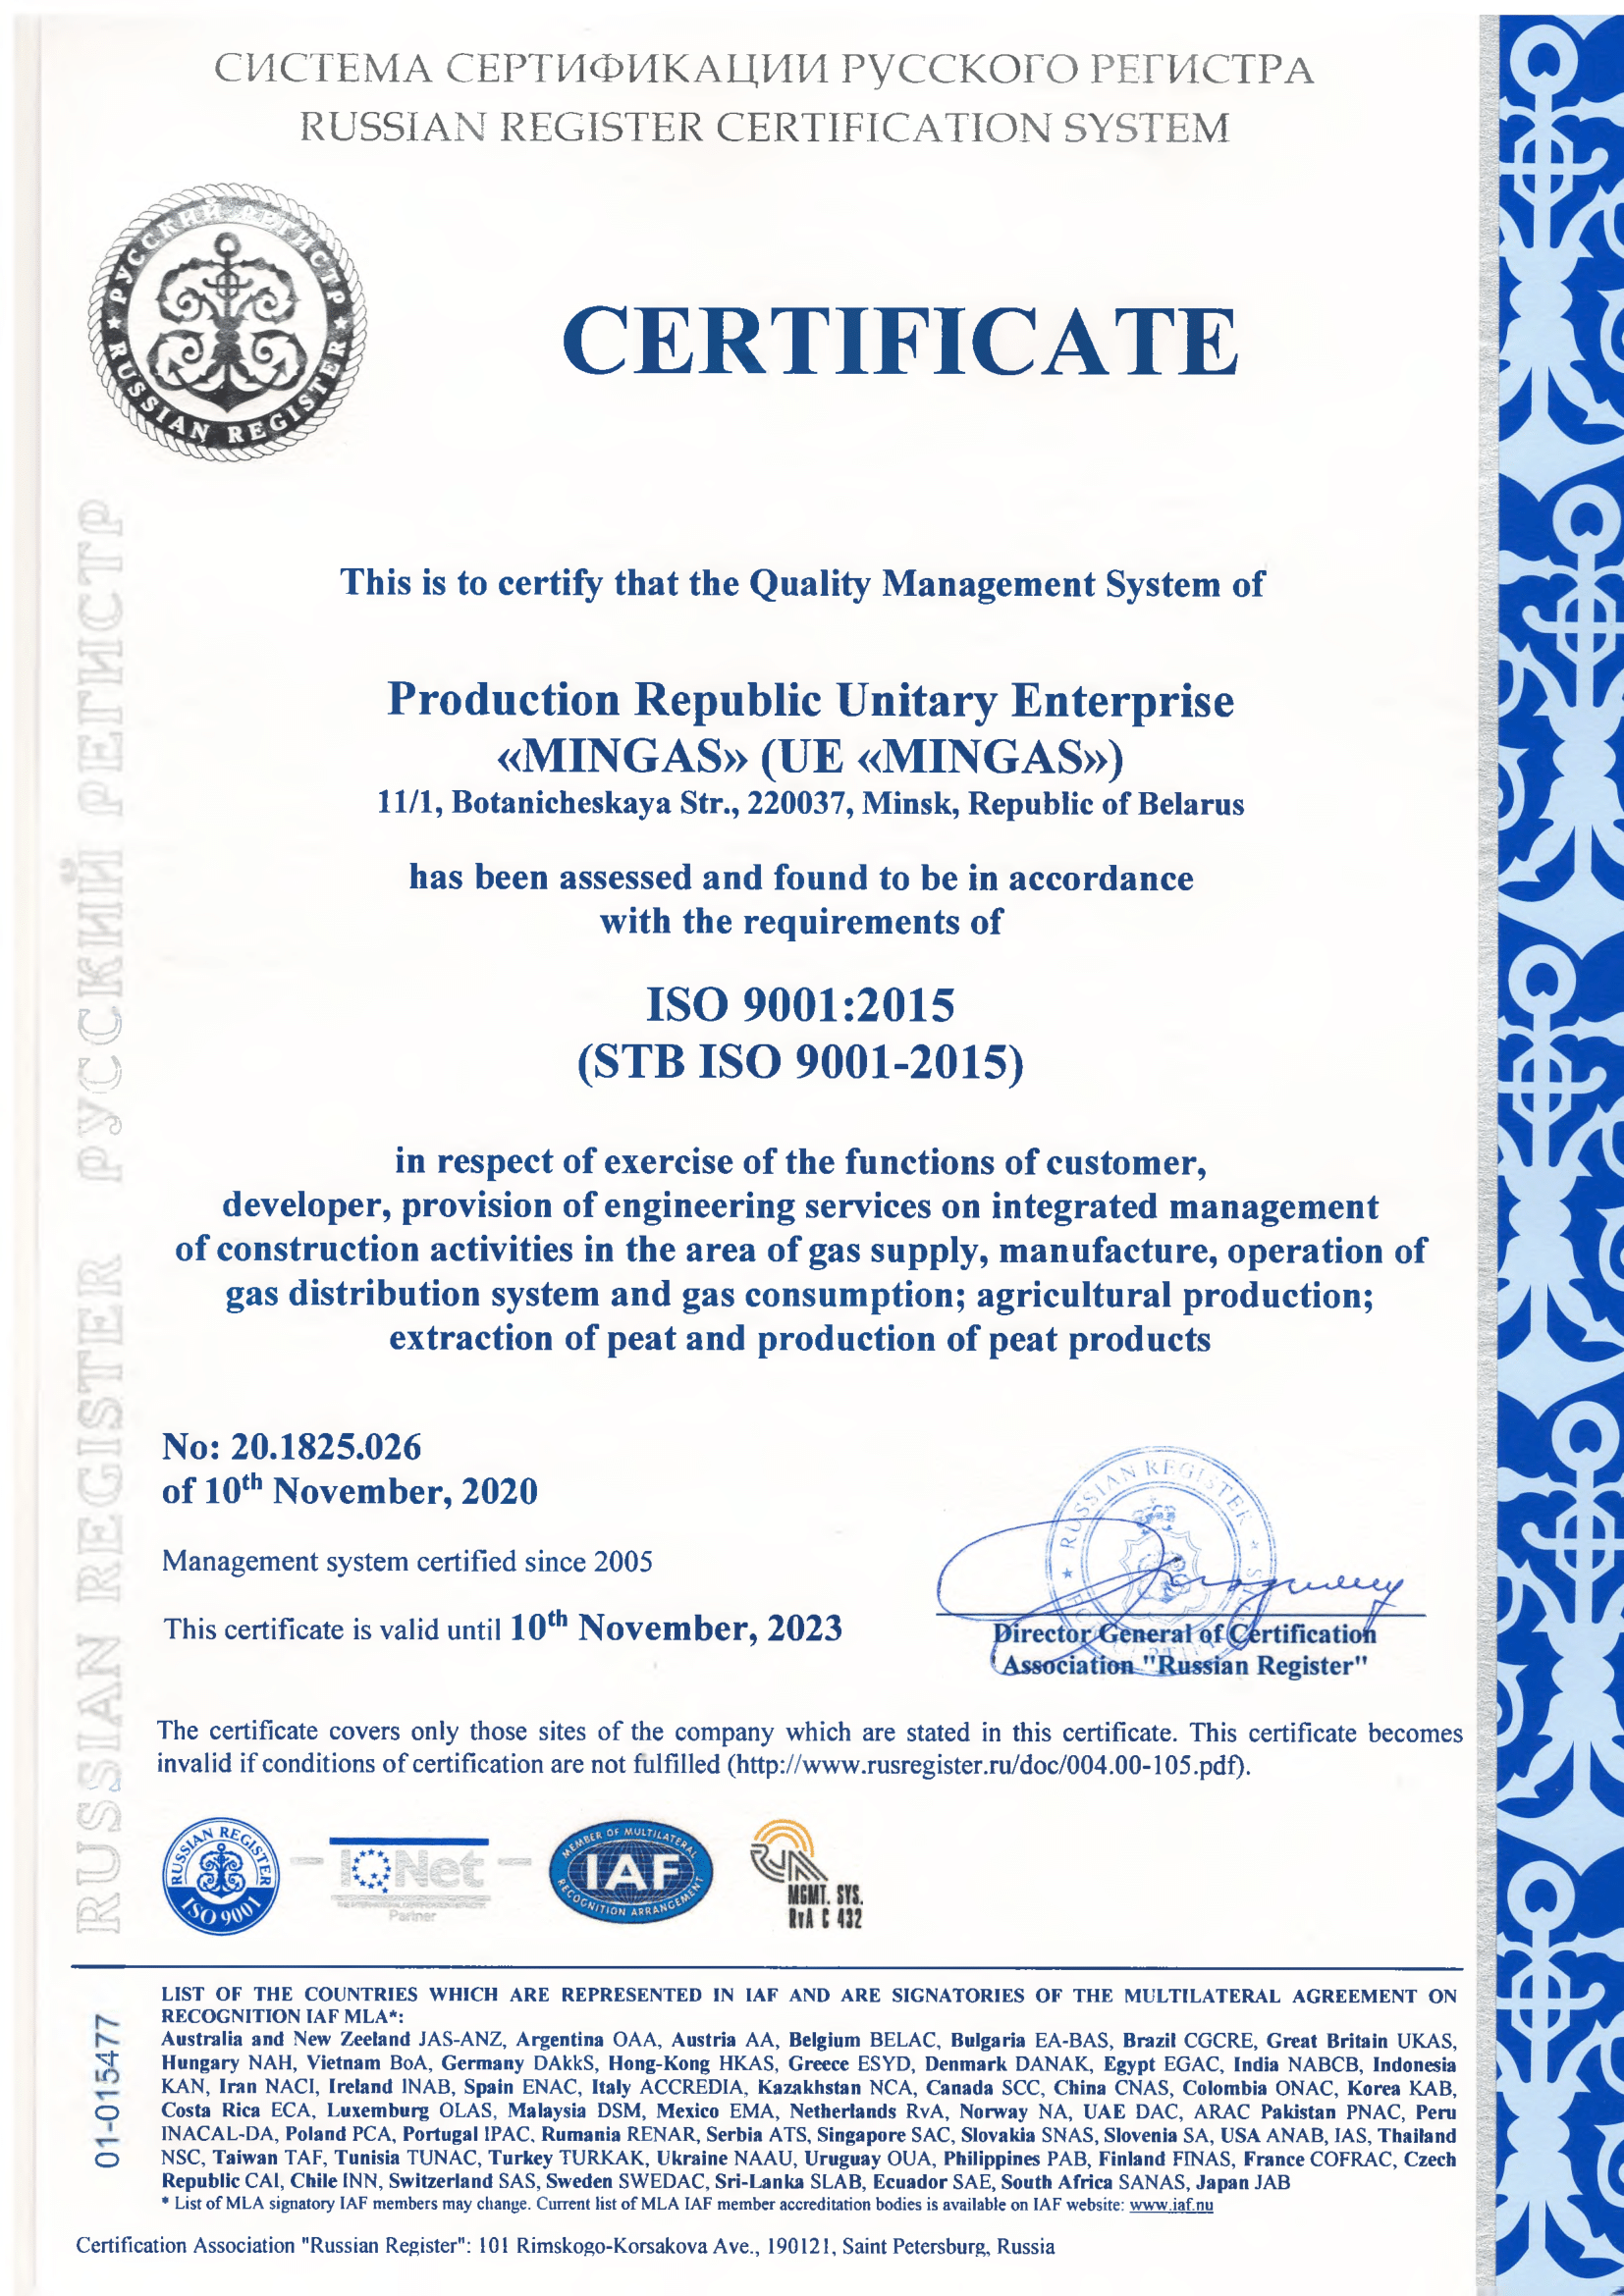 СИСТЕМА СЕРТИФИКАЦИИ РУССКОГО РЕГИСТРА
RUSSIAN REGISTER CERTIFICATION SYSTEM
РУССКИЙ РЕГИСТР
RUSSIAN REGISTER
CERTIFICATE
This is to certify that the Quality Management System of
Production Republic Unitary Enterprise
«MINGAS» (UE «MINGAS»)
11/1, Botanicheskaya Str., 220037, Minsk, Republic of Belarus
has been assessed and found to be in accordance
with the requirements of
ISO 9001:2015
(STB ISO 9001-2015)
in respect of exercise of the functions of customer,
developer, provision of engineering services on integrated management
of construction activities in the area of gas supply, manufacture, operation of
gas distribution system and gas consumption; agricultural production;
extraction of peat and production of peat products
No: 20.1825.026
of 10th November, 2020
Management system certified since 2005
This certificate is valid until 10th November, 2023
RUSSIAN REGISTER
Director General of Certification
Association "Russian Register"
The certificate covers only those sites of the company which are stated in this certificate. This certificate becomes
invalid if conditions of certification are not fulfilled (http://www.rusregister.ru/doc/004.00-105.pdf).
RUSSIAN REGISTER
ISO 9001
IQNet
Partner
MEMBER OF MULTILATERAL
IAF
RECOGNITION ARRANGEMENT
MGMT. SYS.
RvA C 432
RUSSIAN REGISTER РУССКИЙ РЕГИСТР
01-015477
LIST OF THE COUNTRIES WHICH ARE REPRESENTED IN IAF AND ARE SIGNATORIES OF THE MULTILATERAL AGREEMENT ON
RECOGNITION IAF MLA*:
Australia and New Zeeland JAS-ANZ, Argentina OAA, Austria AA, Belgium BELAC, Bulgaria EA-BAS, Brazil CGCRE, Great Britain UKAS,
Hungary NAH, Vietnam BoA, Germany DAkkS, Hong-Kong HKAS, Greece ESYD, Denmark DANAK, Egypt EGAC, India NABCB, Indonesia
KAN, Iran NACI, Ireland INAB, Spain ENAC, Italy ACCREDIA, Kazakhstan NCA, Canada SCC, China CNAS, Colombia ONAC, Korea KAB,
Costa Rica ECA, Luxemburg OLAS, Malaysia DSM, Mexico EMA, Netherlands RvA, Norway NA, UAE DAC, ARAC Pakistan PNAC, Peru
INACAL-DA, Poland PCA, Portugal IPAC, Rumania RENAR, Serbia ATS, Singapore SAC, Slovakia SNAS, Slovenia SA, USA ANAB, IAS, Thailand
NSC, Taiwan TAF, Tunisia TUNAC, Turkey TURKAK, Ukraine NAAU, Uruguay OUA, Philippines PAB, Finland FINAS, France COFRAC, Czech
Republic CAI, Chile INN, Switzerland SAS, Sweden SWEDAC, Sri-Lanka SLAB, Ecuador SAE, South Africa SANAS, Japan JAB
* List of MLA signatory IAF members may change. Current list of MLA IAF member accreditation bodies is available on IAF website: www.iaf.nu
Certification Association "Russian Register": 101 Rimskogo-Korsakova Ave., 190121, Saint Petersburg, Russia